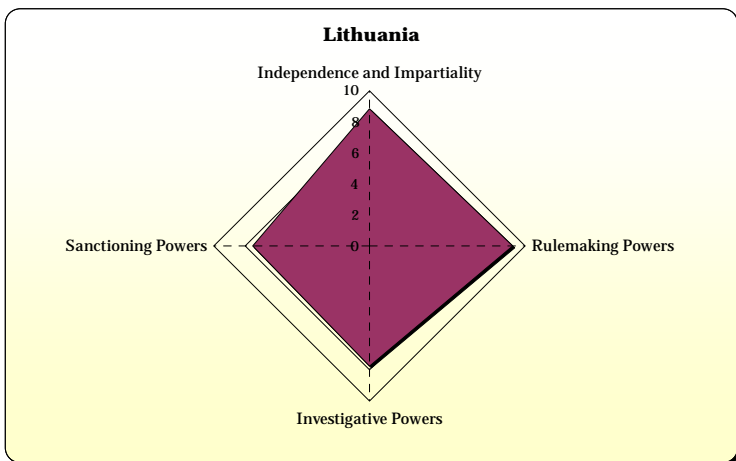 Lithuania
Independence and Impartiality
10
8
6
4
2
Sanctioning Powers
0
Rulemaking Powers
Investigative Powers